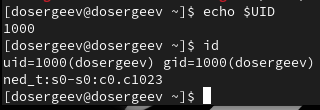 [dosergeev@dosergeev ~]$ echo $UID
1000
[dosergeev@dosergeev ~]$ id
uid=1000(dosergeev) gid=1000(dosergeev)
ned_t:s0-s0:c0.c1023
[dosergeev@dosergeev ~]$